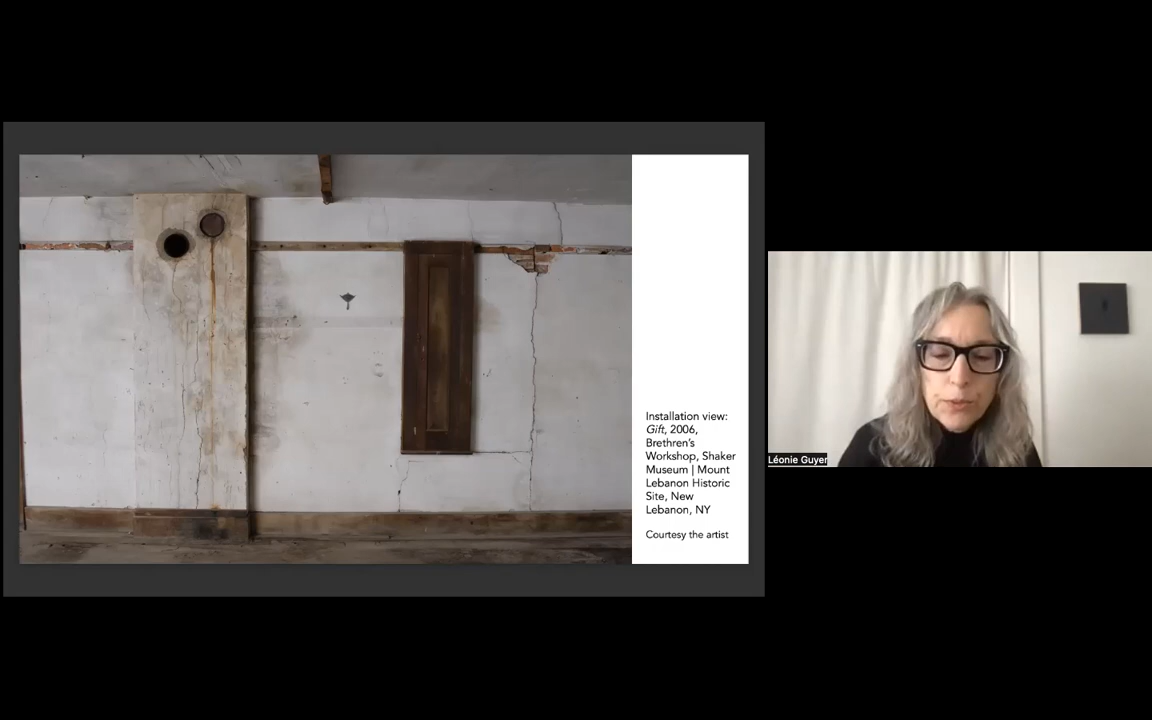 Installation view:
Gift, 2006,
Brethren's
Workshop, Shaker
Museum | Mount
Lebanon Historic
Site, New
Lebanon, NY
Courtesy the artist
Léonie Guyer